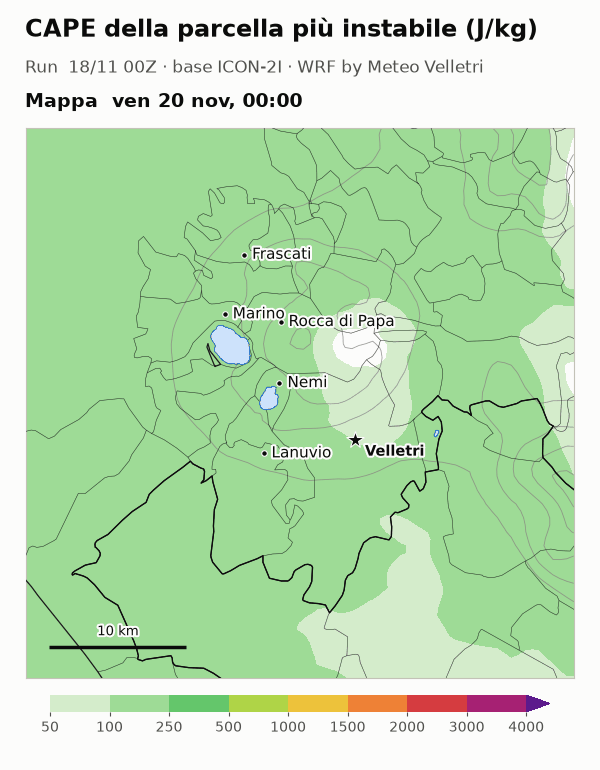 CAPE della parcella più instabile (J/kg)
Run  18/11 00Z · base ICON-2I · WRF by Meteo Velletri
Mappa  ven 20 nov, 00:00
Frascati
Marino
Rocca di Papa
Nemi
Velletri
Lanuvio
10 km
50 100 250 500 1000 1500 2000 3000 4000